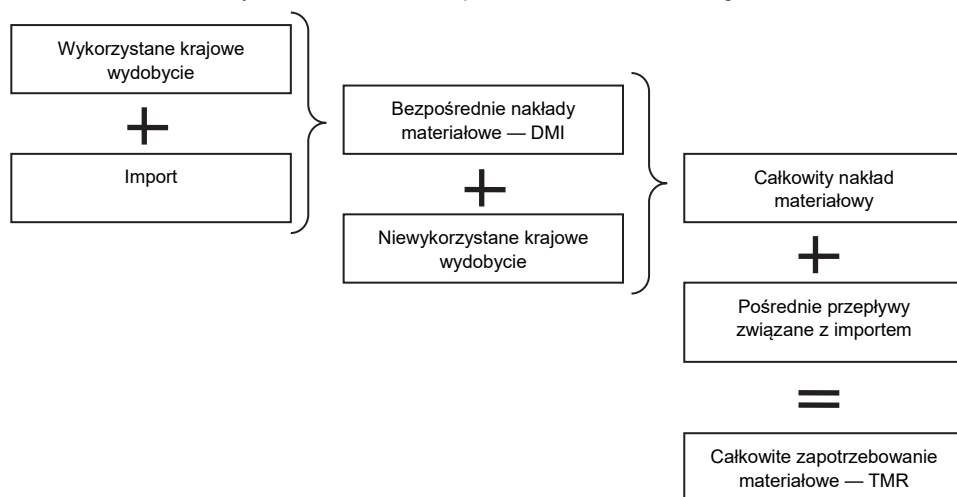 Wykorzystane krajowe
wydobycie
+
Import
Bezpośrednie nakłady
materiałowe — DMI
+
Niewykorzystane krajowe
wydobycie
Całkowity nakład
materiałowy
+
Pośrednie przepływy
związane z importem
=
Całkowite zapotrzebowanie
materiałowe — TMR